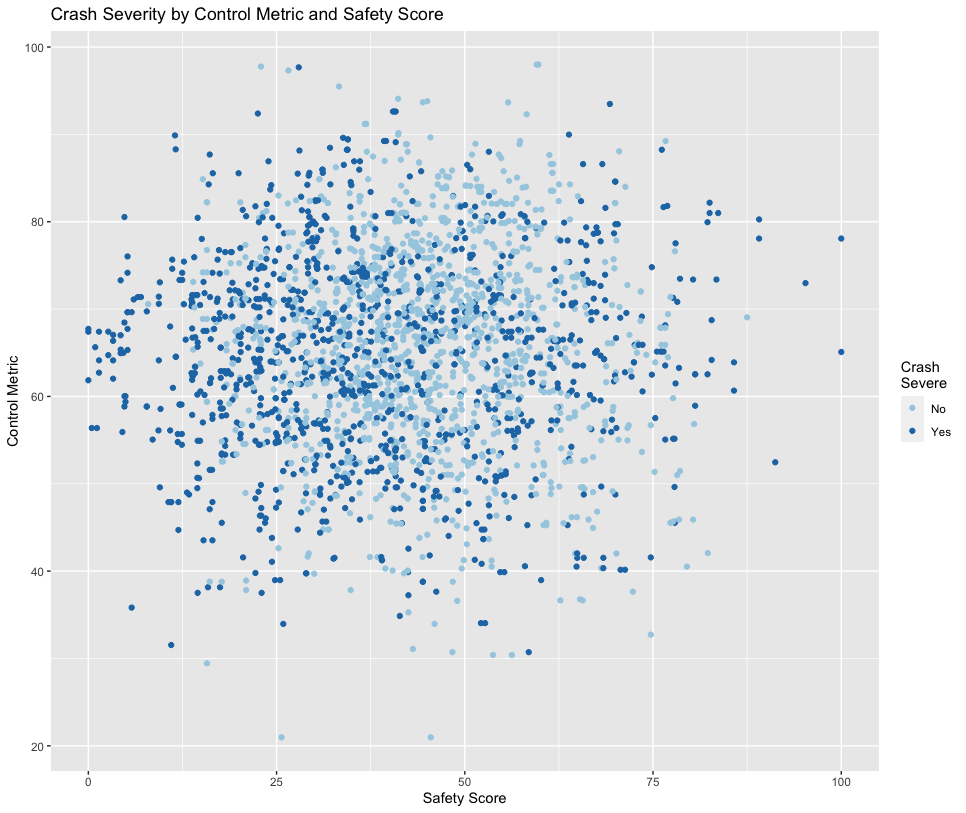 Crash Severity by Control Metric and Safety Score
100
80
60
40
20
Control Metric
0
25
50
75
100
Safety Score
Crash
Severe
No
Yes